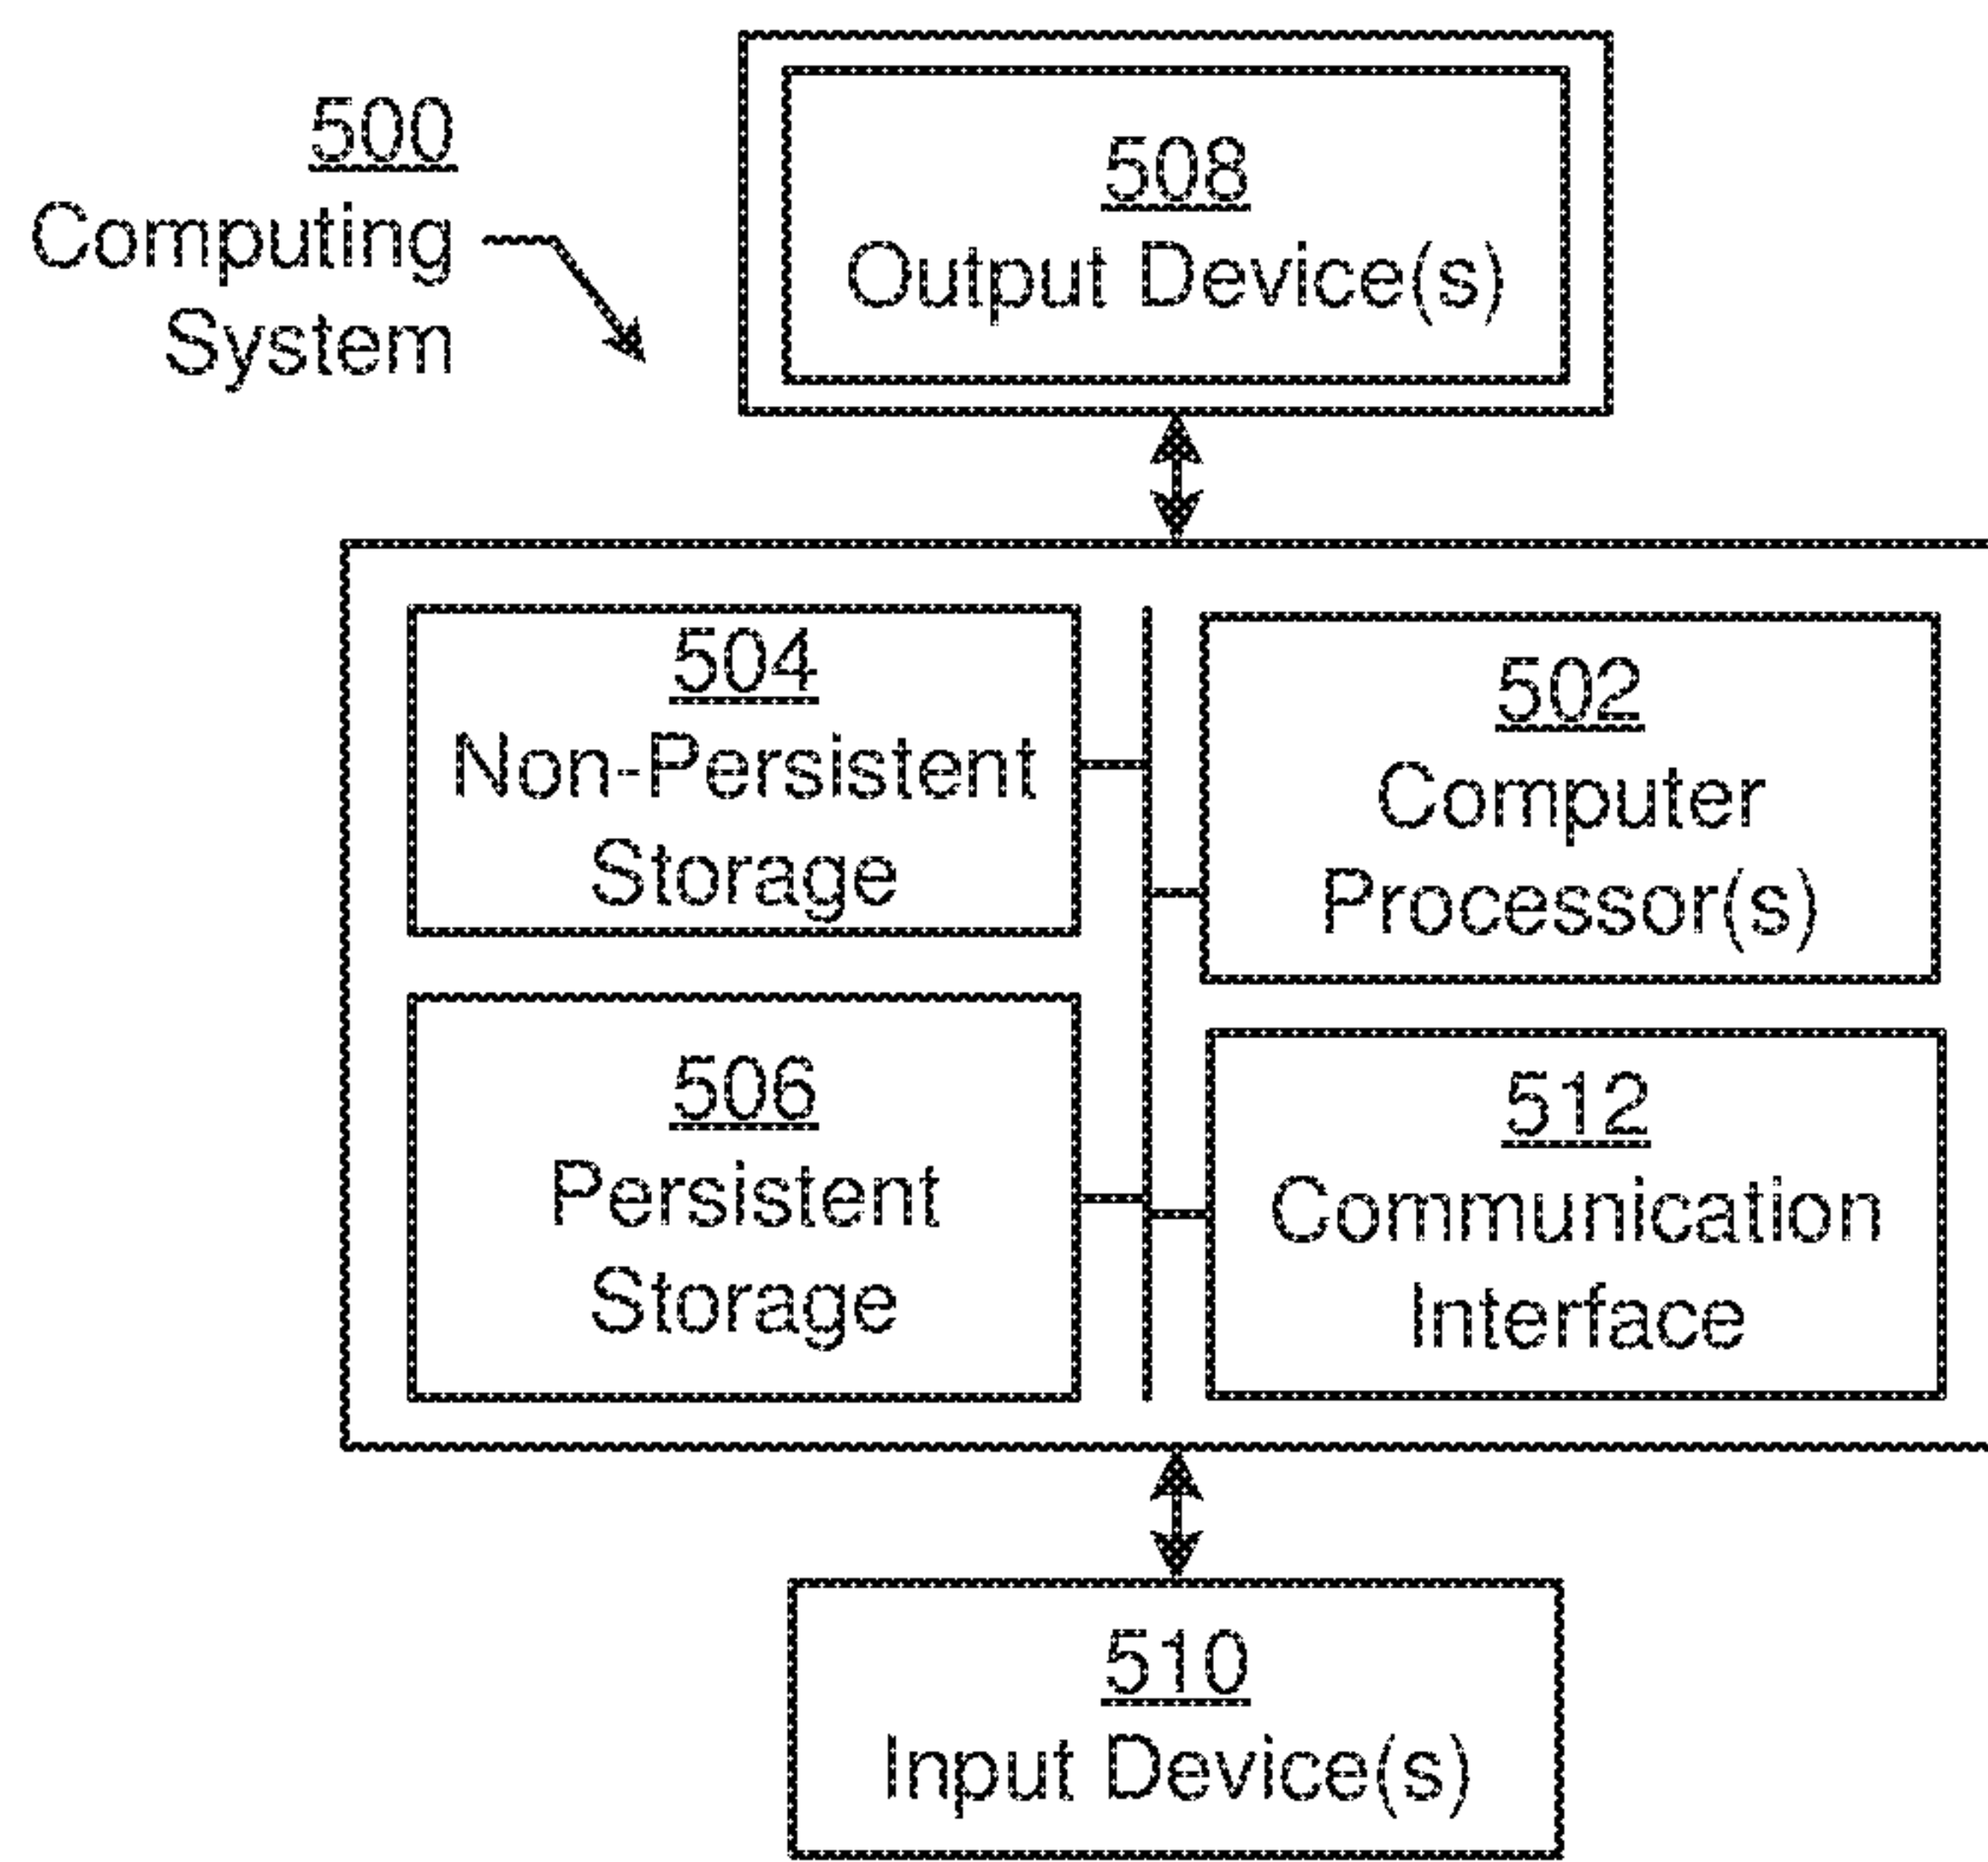 500
Computing
System
508
Output Device(s)
504
Non-Persistent
Storage
502
Computer
Processor(s)
506
Persistent
Storage
512
Communication
Interface
510
Input Device(s)